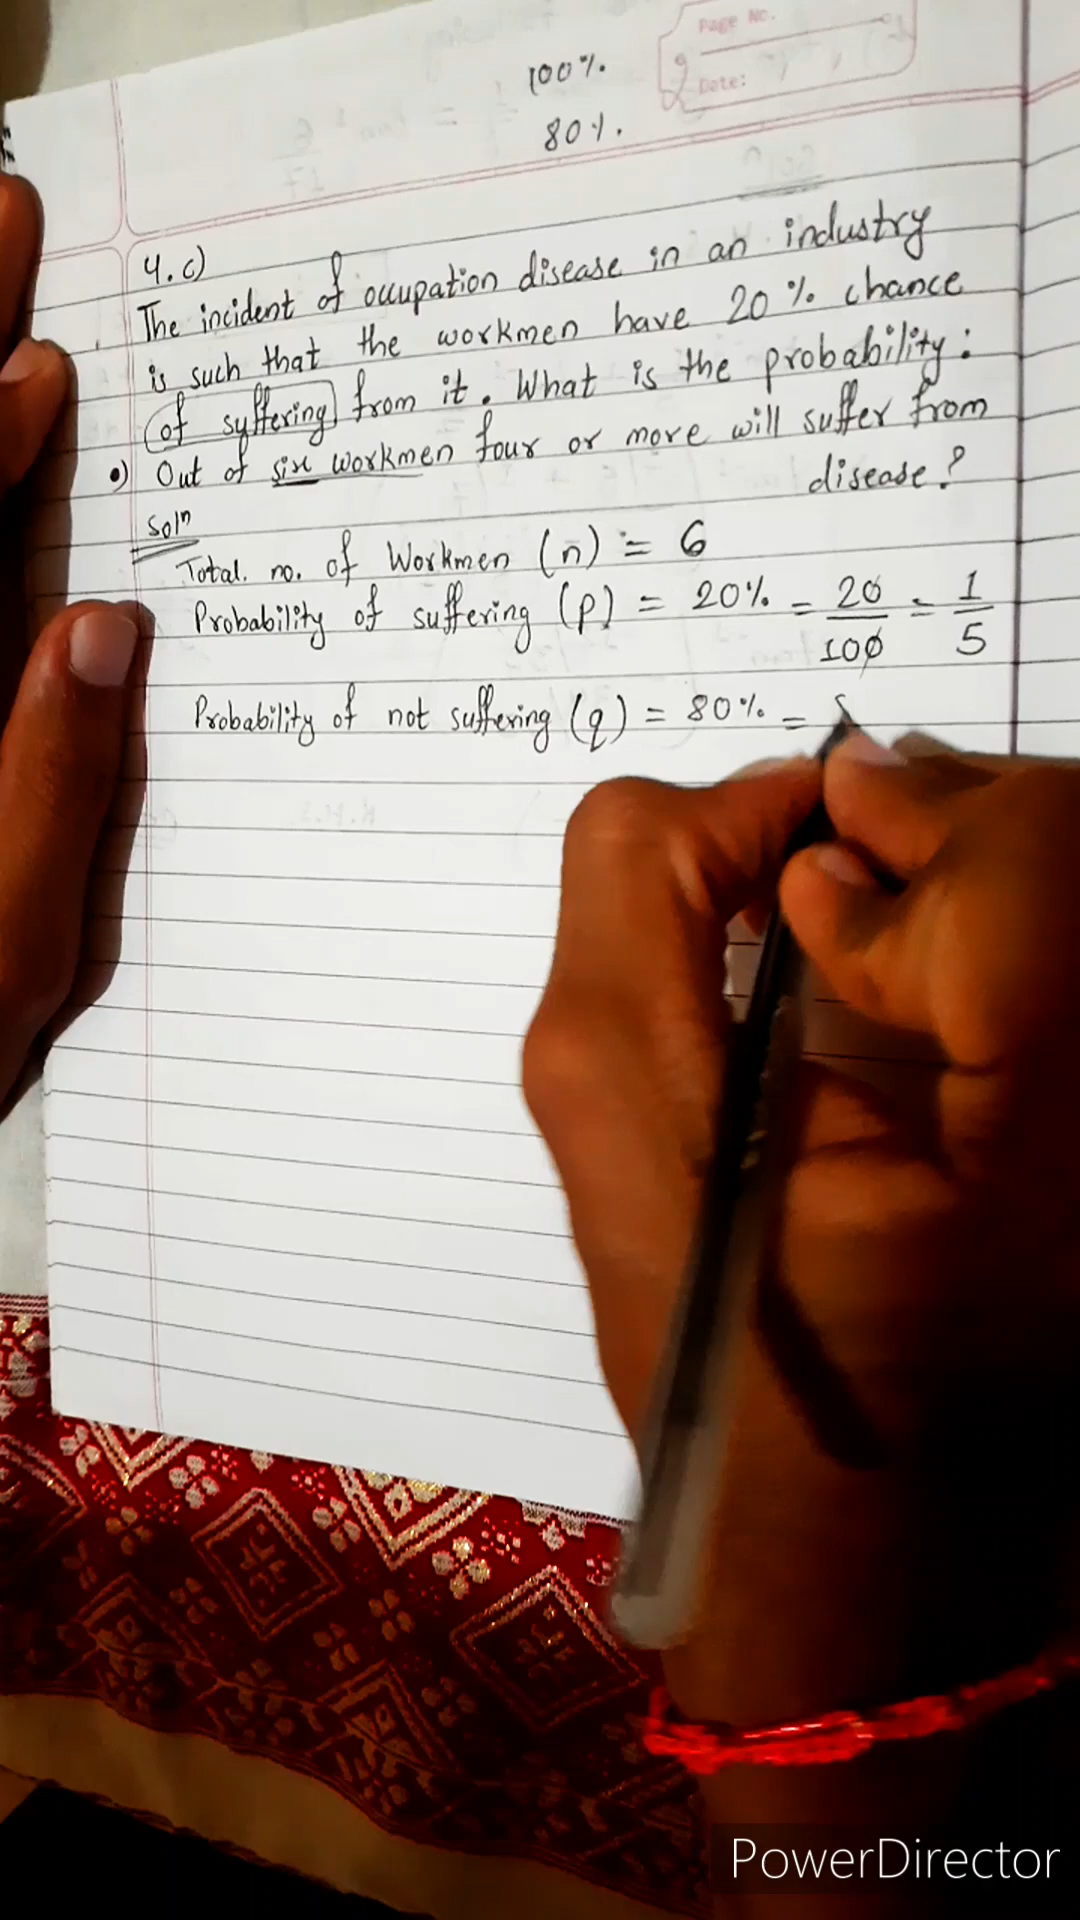 Page No.
Date:
100%.
80%.
4.c)
The incident of occupation disease in an industry
is such that the workmen have 20% chance
of suffering from it. What is the probability:
•) Out of six workmen four or more will suffer from
disease?
Soln
Total. no. of Workmen (n) = 6
Probability of suffering (p) = 20% = 20/100 = 1/5
Probability of not suffering (q) = 80% =
PowerDirector